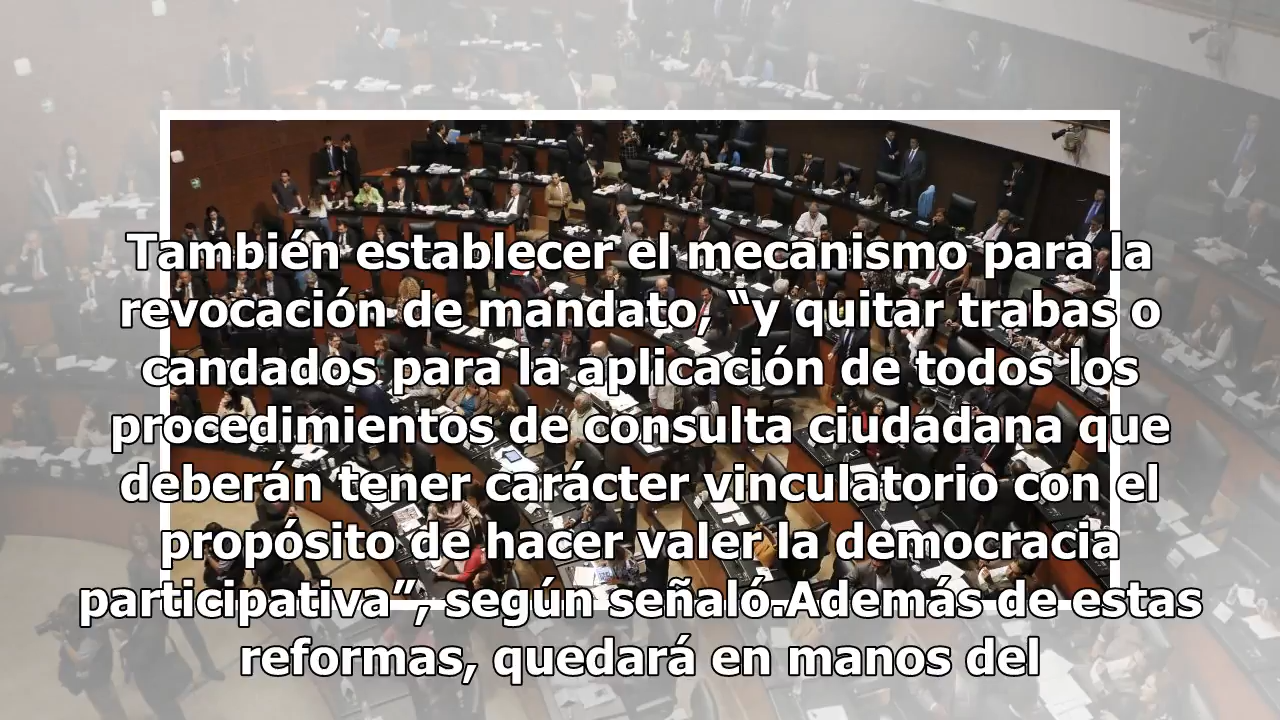 También establecer el mecanismo para la
revocación de mandato, “y quitar trabas o
candados para la aplicación de todos los
procedimientos de consulta ciudadana que
deberán tener carácter vinculatorio con el
propósito de hacer valer la democracia
participativa”, según señaló.Además de estas
reformas, quedará en manos del